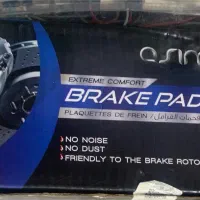 EXTREME COMFORT
BRAKE PAD
PLAQUETTES DE FREIN /
NO NOISE
NO DUST
FRIENDLY TO THE BRAKE ROTO